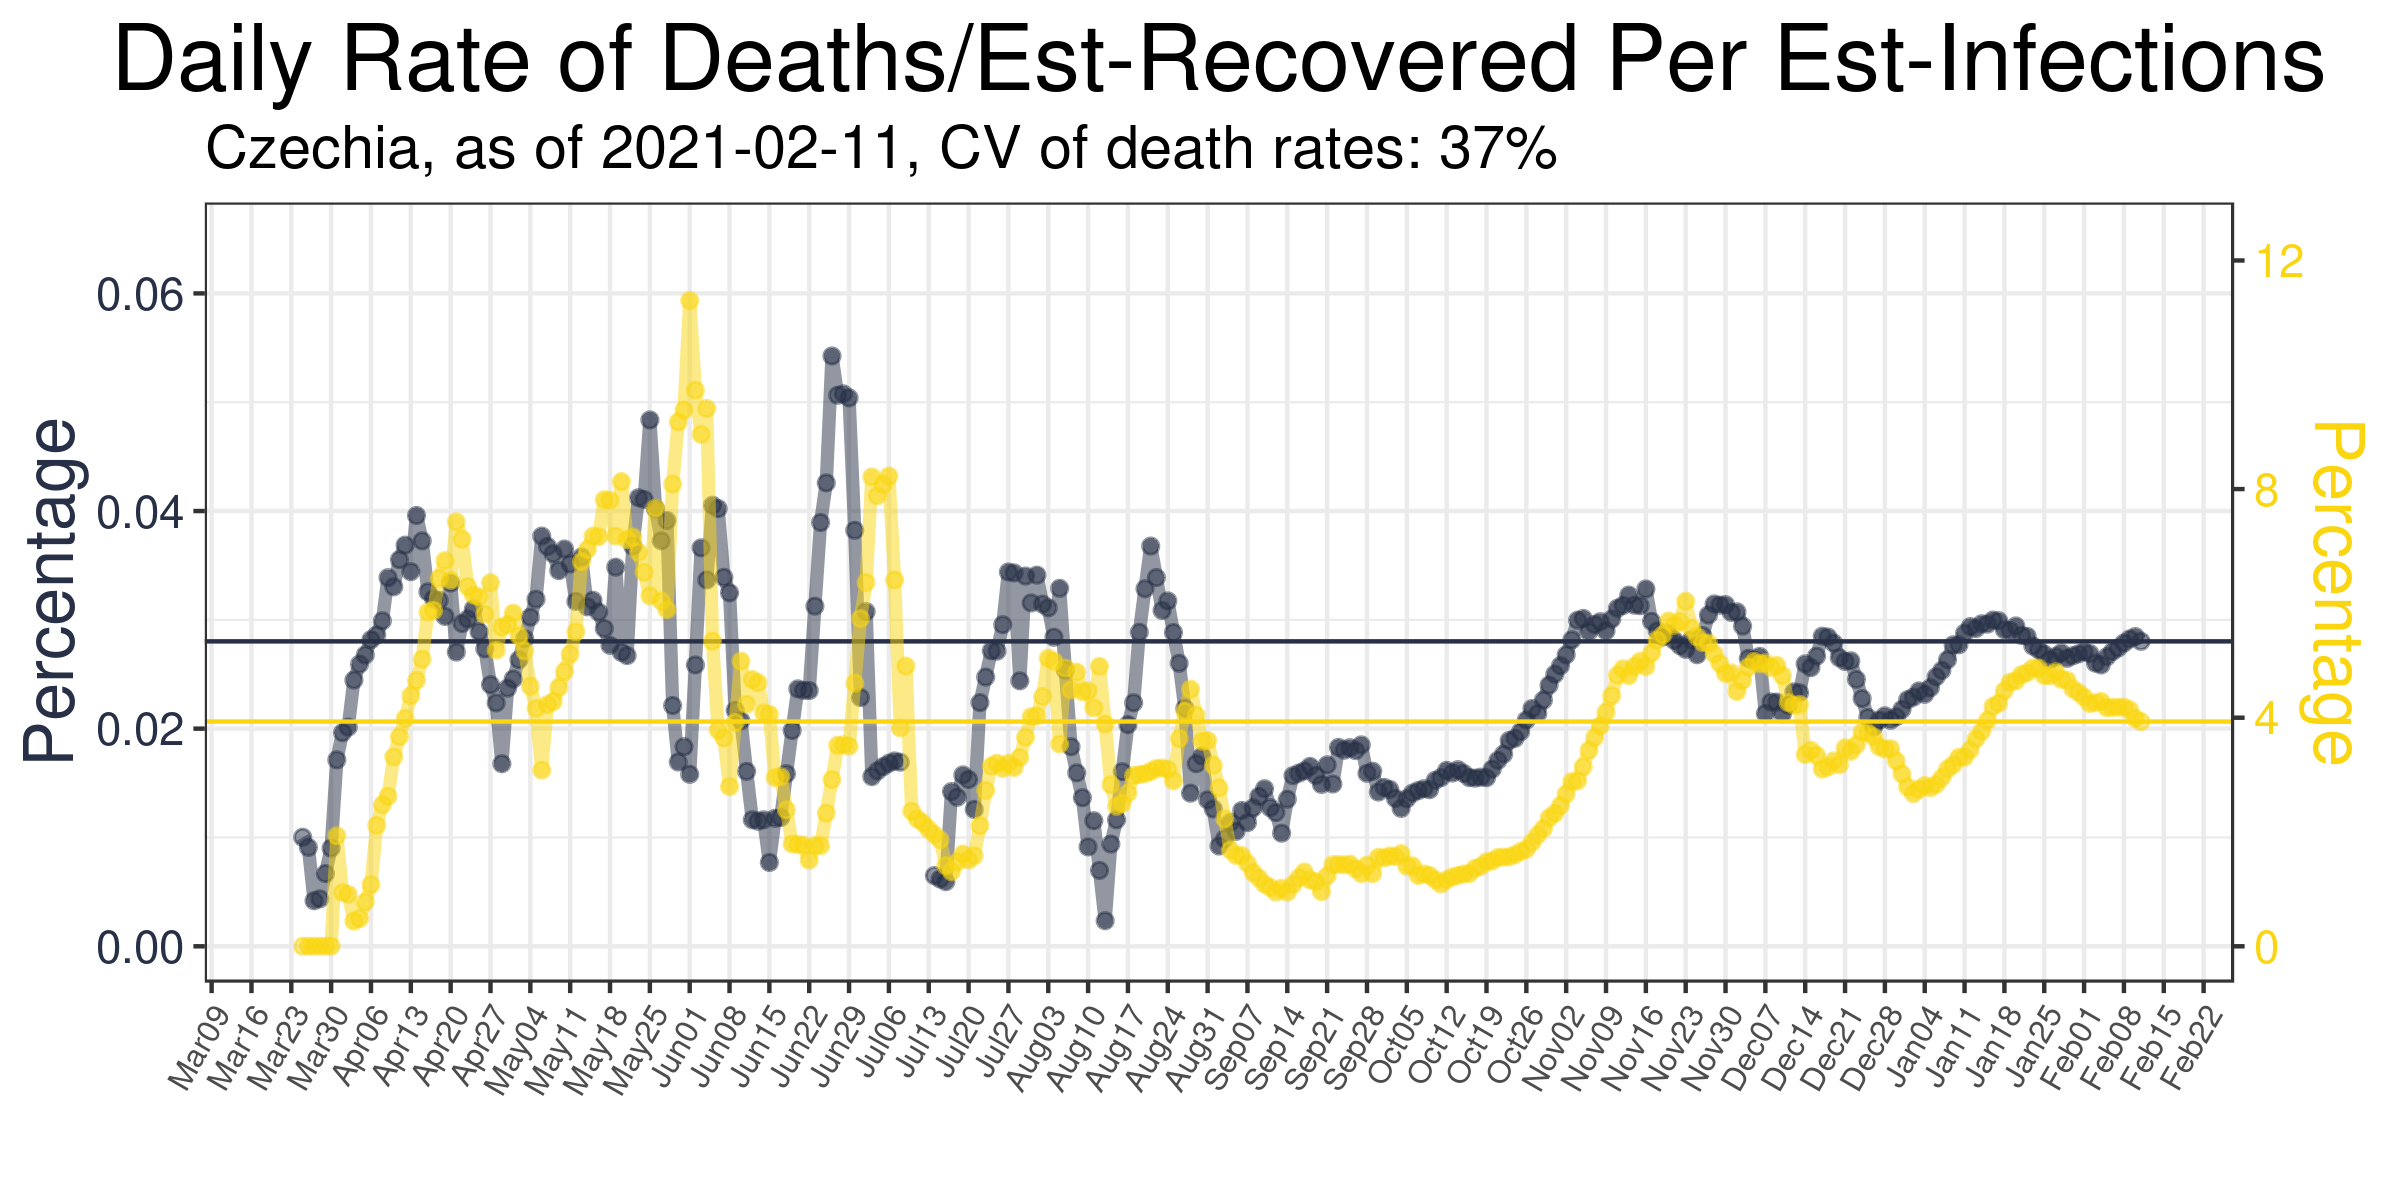 Daily Rate of Deaths/Est-Recovered Per Est-Infections
Czechia, as of 2021-02-11, CV of death rates: 37%
Percentage
0.06
0.04
0.02
0.00
12
8
4
0
Percentage
Mar09
Mar16
Mar23
Mar30
Apr06
Apr13
Apr20
Apr27
May04
May11
May18
May25
Jun01
Jun08
Jun15
Jun22
Jun29
Jul06
Jul13
Jul20
Jul27
Aug03
Aug10
Aug17
Aug24
Aug31
Sep07
Sep14
Sep21
Sep28
Oct05
Oct12
Oct19
Oct26
Nov02
Nov09
Nov16
Nov23
Nov30
Dec07
Dec14
Dec21
Dec28
Jan04
Jan11
Jan18
Jan25
Feb01
Feb08
Feb15
Feb22